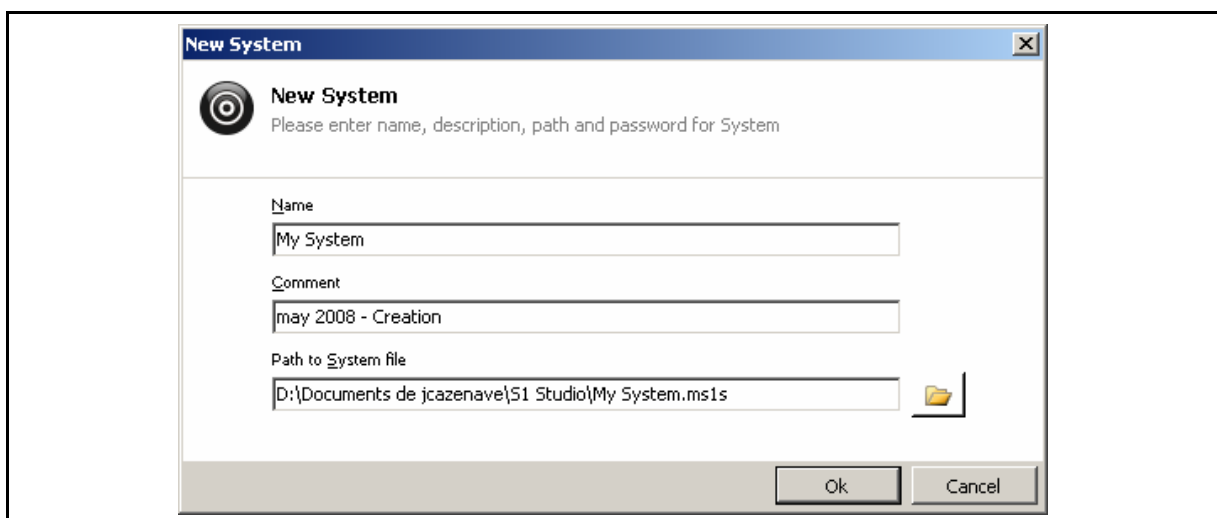 New System
New System
Please enter name, description, path and password for System
Name
My System
Comment
may 2008 - Creation
Path to System file
D:\Documents de jcazenave\S1 Studio\My System.ms1s
Ok Cancel